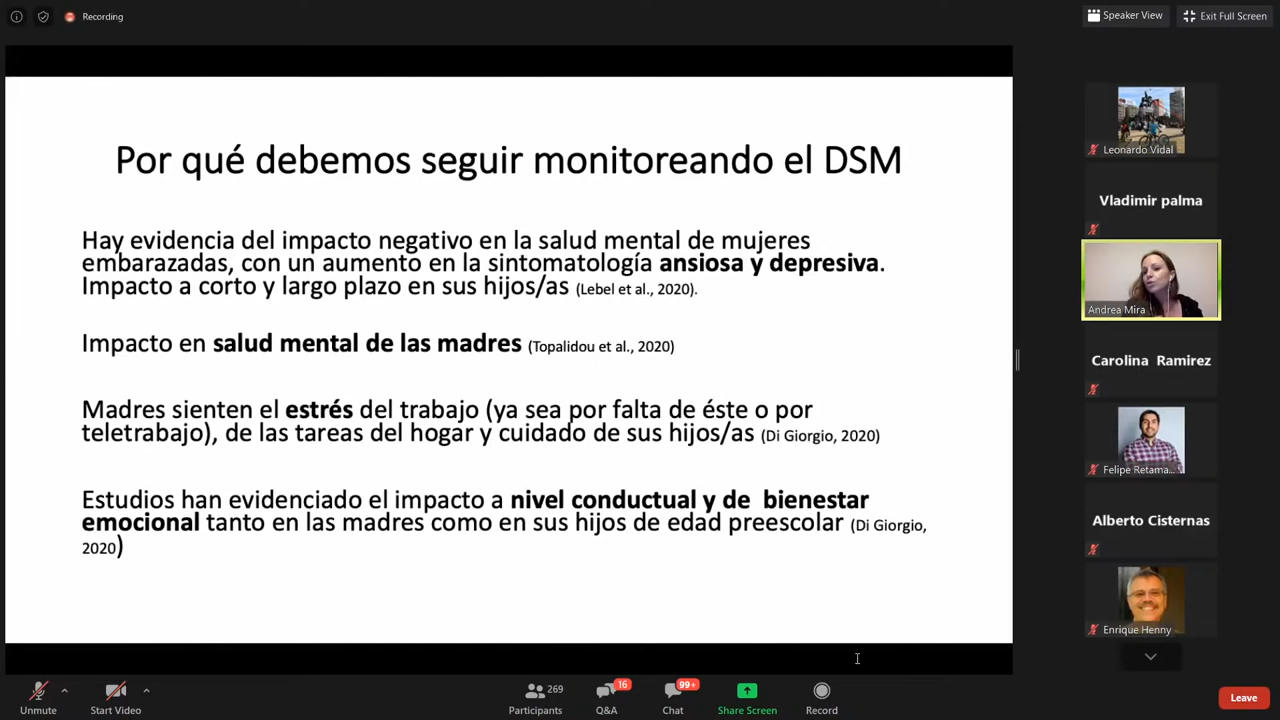 Recording
Speaker View
Exit Full Screen
Por qué debemos seguir monitoreando el DSM
Hay evidencia del impacto negativo en la salud mental de mujeres
embarazadas, con un aumento en la sintomatología ansiosa y depresiva.
Impacto a corto y largo plazo en sus hijos/as (Lebel et al., 2020).
Impacto en salud mental de las madres (Topalidou et al., 2020)
Madres sienten el estrés del trabajo (ya sea por falta de éste o por
teletrabajo), de las tareas del hogar y cuidado de sus hijos/as (Di Giorgio, 2020)
Estudios han evidenciado el impacto a nivel conductual y de bienestar
emocional tanto en las madres como en sus hijos de edad preescolar (Di Giorgio,
2020)
Leonardo Vidal
Vladimir palma
Andrea Mira
Carolina Ramirez
Felipe Retama...
Alberto Cisternas
Enrique Henny
Unmute
Start Video
269
Participants
16
Q&A
99+
Chat
Share Screen
Record
Leave